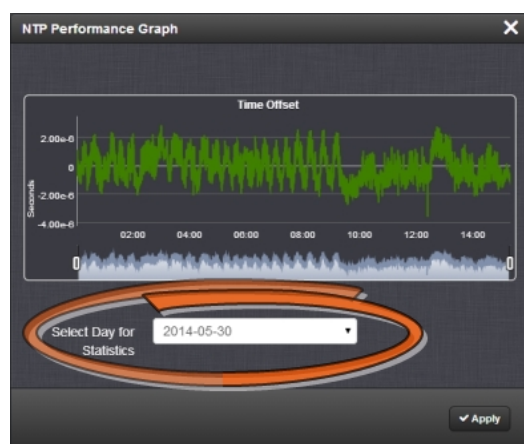 NTP Performance Graph
Time Offset
2.00e-6
0
-2.00e-6
-4.00e-6
Seconds
02:00 04:00 06:00 08:00 10:00 12:00 14:00
Select Day for
Statistics
2014-05-30
Apply